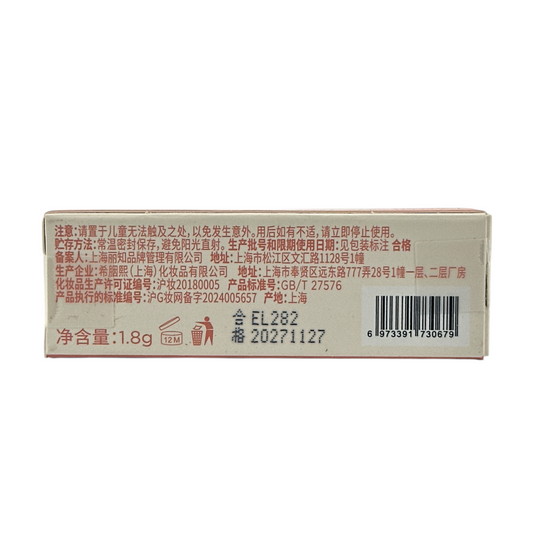 注意:请置于儿童无法触及之处,以免发生意外。用后如有不适,请立即停止使用。
贮存方法:常温密封保存,避免阳光直射。生产批号和限期使用日期:见包装标注 合格
备案人:上海丽知品牌管理有限公司 地址:上海市松江区文汇路1128号1幢
生产企业:希丽熙(上海)化妆品有限公司 地址:上海市奉贤区远东路777弄28号1幢一层、二层厂房
化妆品生产许可证编号:沪妆20180005 产品执行标准:GB/T 27576
产品执行的标准编号:沪G妆网备字2024005657 产地:上海
净含量:1.8g
12M
合格 EL282
20271127
6 973391 730679